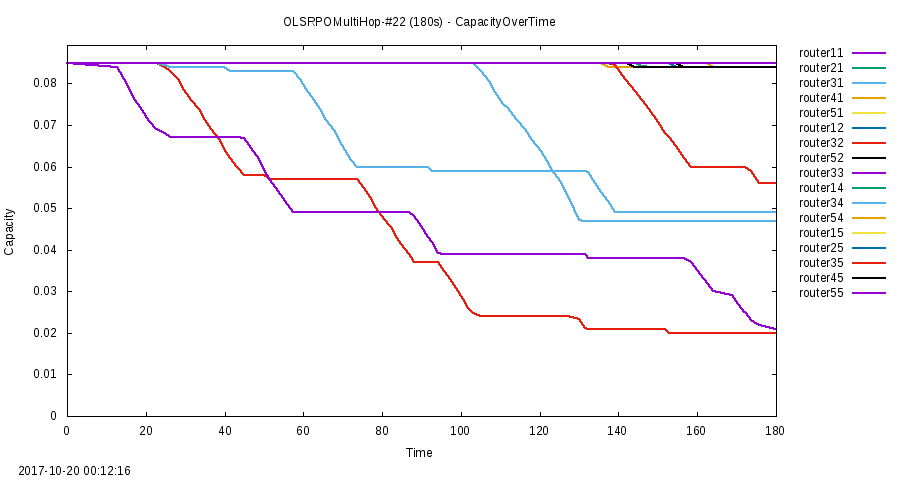 OLSRPOMultiHop-#22 (180s) - CapacityOverTime
router11
router21
router31
router41
router51
router12
router32
router52
router33
router14
router34
router54
router15
router25
router35
router45
router55
Capacity
0.08
0.07
0.06
0.05
0.04
0.03
0.02
0.01
0
0 20 40 60 80 100 120 140 160 180
Time
2017-10-20 00:12:16